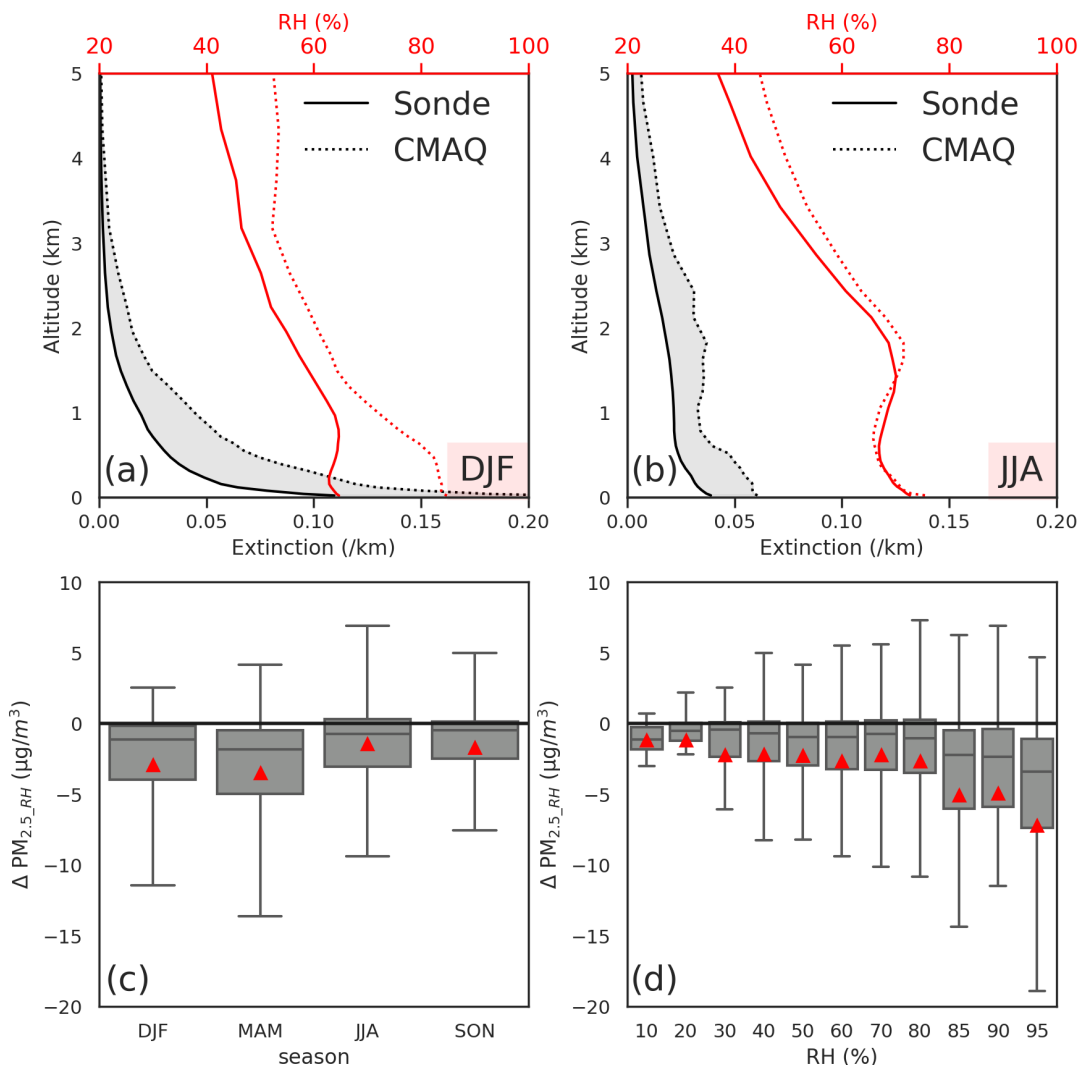 RH (%)
20 40 60 80 100
5
4
3
2
1
0
Altitude (km)
Sonde
CMAQ
(a)
DJF
0.00 0.05 0.10 0.15 0.20
Extinction (/km)
RH (%)
20 40 60 80 100
5
4
3
2
1
0
Altitude (km)
Sonde
CMAQ
(b)
JJA
0.00 0.05 0.10 0.15 0.20
Extinction (/km)
10
5
0
−5
−10
−15
−20
Δ PM2.5_RH (μg/m³)
(c)
DJF MAM JJA SON
season
10
5
0
−5
−10
−15
−20
Δ PM2.5_RH (μg/m³)
(d)
10 20 30 40 50 60 70 80 85 90 95
RH (%)